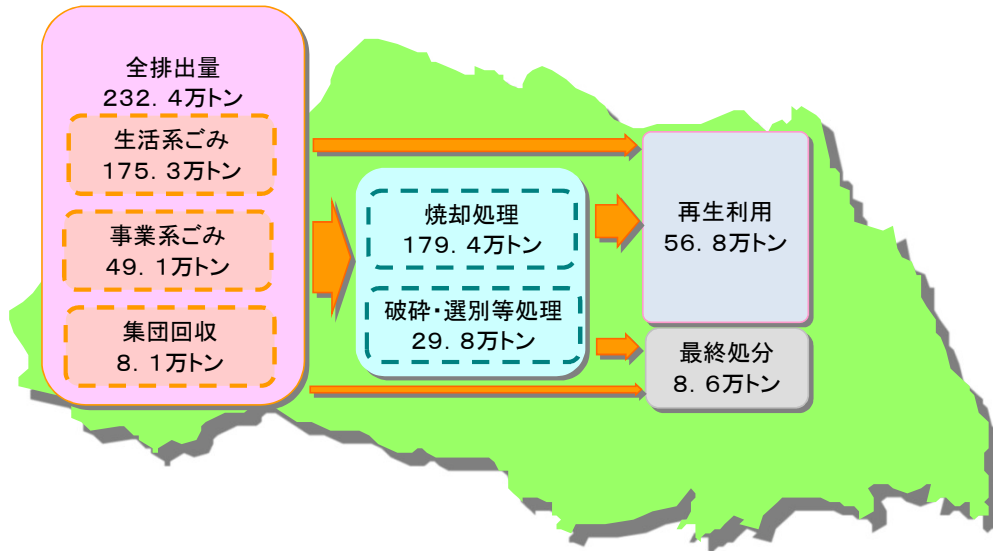 全排出量
232．4万トン
生活系ごみ
175．3万トン
事業系ごみ
49．1万トン
集団回収
8．1万トン
焼却処理
179．4万トン
破砕・選別等処理
29．8万トン
再生利用
56．8万トン
最終処分
8．6万トン